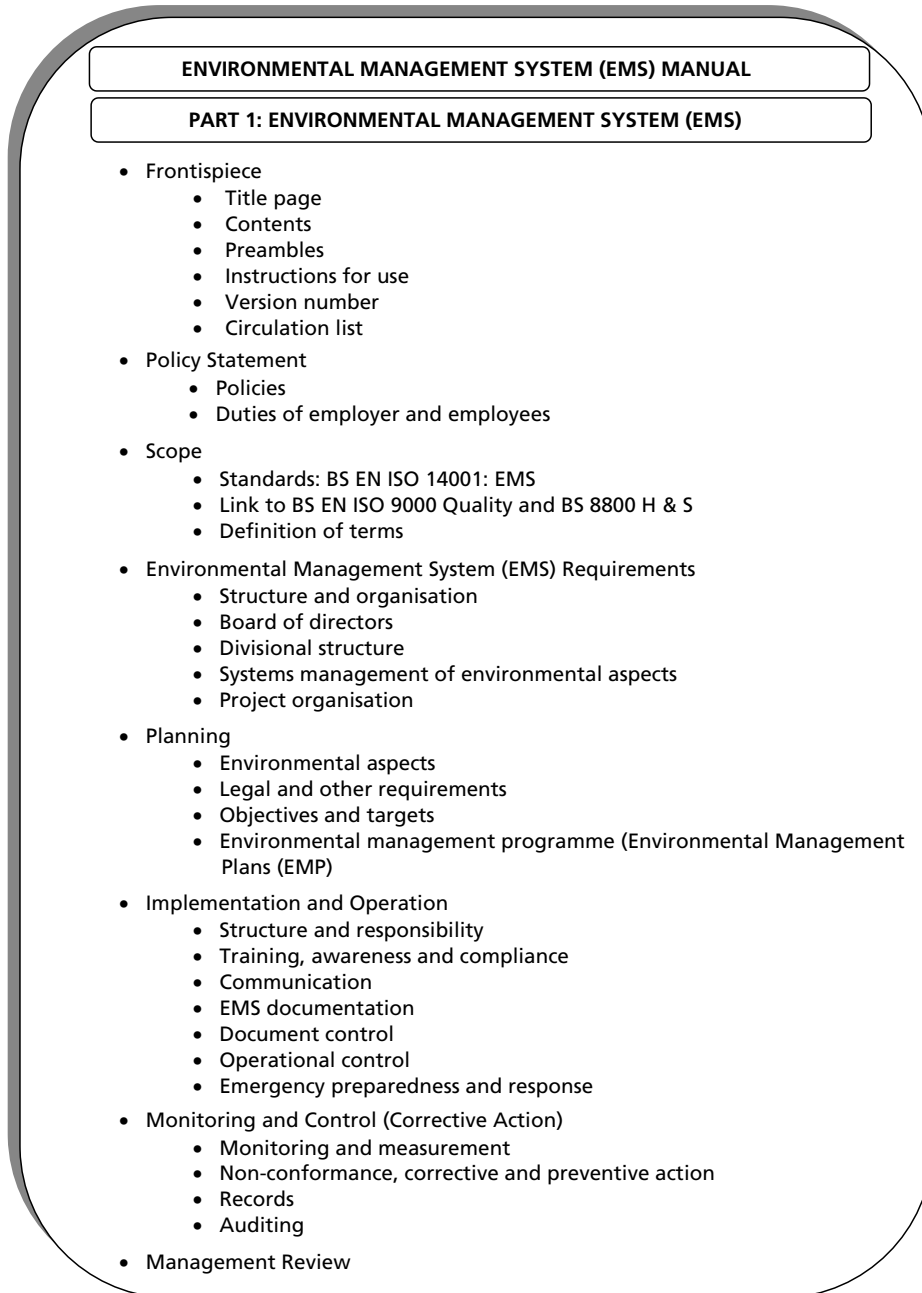 ENVIRONMENTAL MANAGEMENT SYSTEM (EMS) MANUAL
PART 1: ENVIRONMENTAL MANAGEMENT SYSTEM (EMS)
• Frontispiece
• Title page
• Contents
• Preambles
• Instructions for use
• Version number
• Circulation list
• Policy Statement
• Policies
• Duties of employer and employees
• Scope
• Standards: BS EN ISO 14001: EMS
• Link to BS EN ISO 9000 Quality and BS 8800 H & S
• Definition of terms
• Environmental Management System (EMS) Requirements
• Structure and organisation
• Board of directors
• Divisional structure
• Systems management of environmental aspects
• Project organisation
• Planning
• Environmental aspects
• Legal and other requirements
• Objectives and targets
• Environmental management programme (Environmental Management
Plans (EMP)
• Implementation and Operation
• Structure and responsibility
• Training, awareness and compliance
• Communication
• EMS documentation
• Document control
• Operational control
• Emergency preparedness and response
• Monitoring and Control (Corrective Action)
• Monitoring and measurement
• Non-conformance, corrective and preventive action
• Records
• Auditing
• Management Review